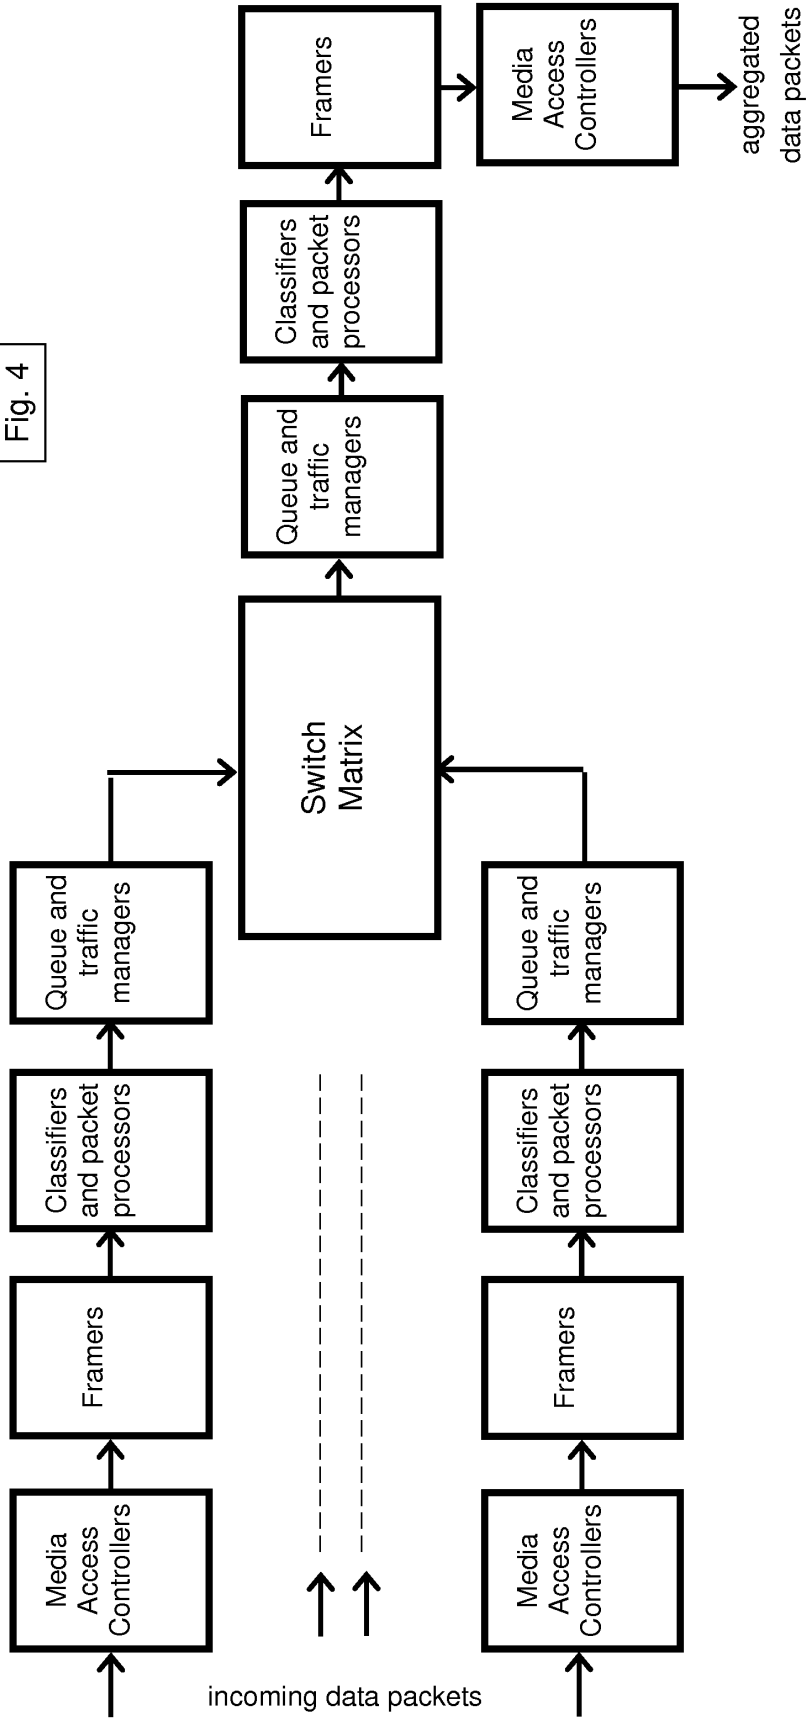 Fig. 4
Media
Access
Controllers
Framers
Classifiers
and packet
processors
Queue and
traffic
managers
incoming data packets
Switch
Matrix
Queue and
traffic
managers
Classifiers
and packet
processors
Framers
Media
Access
Controllers
Framers
Classifiers
and packet
processors
Queue and
traffic
managers
Media
Access
Controllers
aggregated
data packets